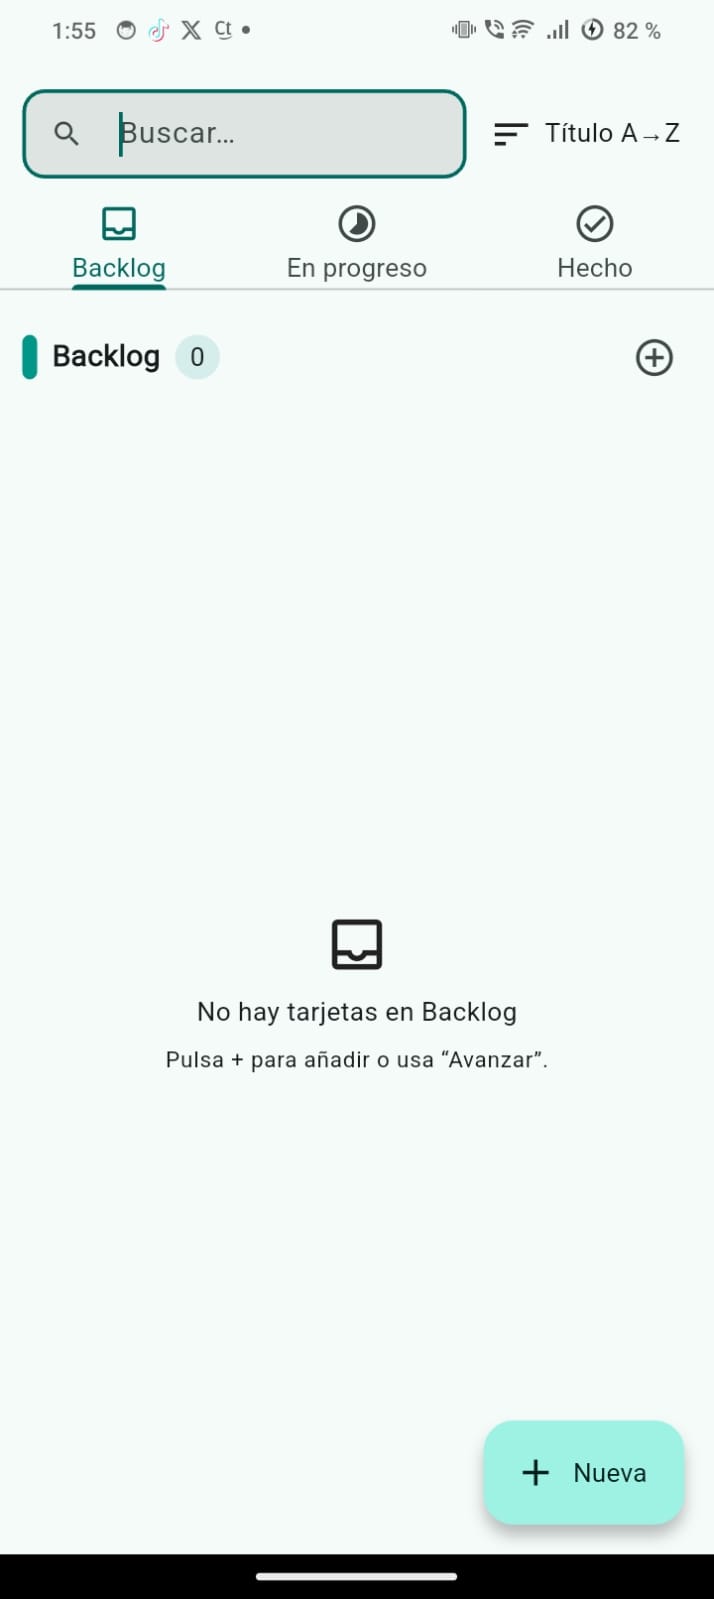 1:55 Ct 82 %
Buscar...
Título A→Z
Backlog En progreso Hecho
Backlog 0
No hay tarjetas en Backlog
Pulsa + para añadir o usa “Avanzar”.
+ Nueva